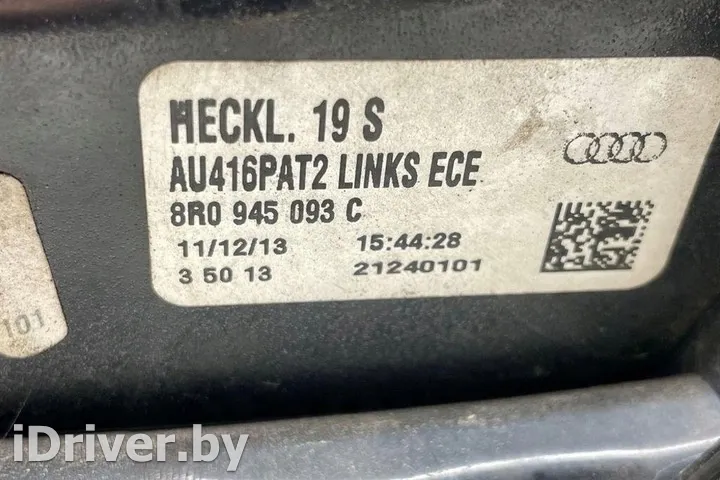 HECKL. 19 S
AU416PAT2 LINKS ECE
8R0 945 093 C
11/12/13 15:44:28
3 50 13 21240101
101
iDriver.by